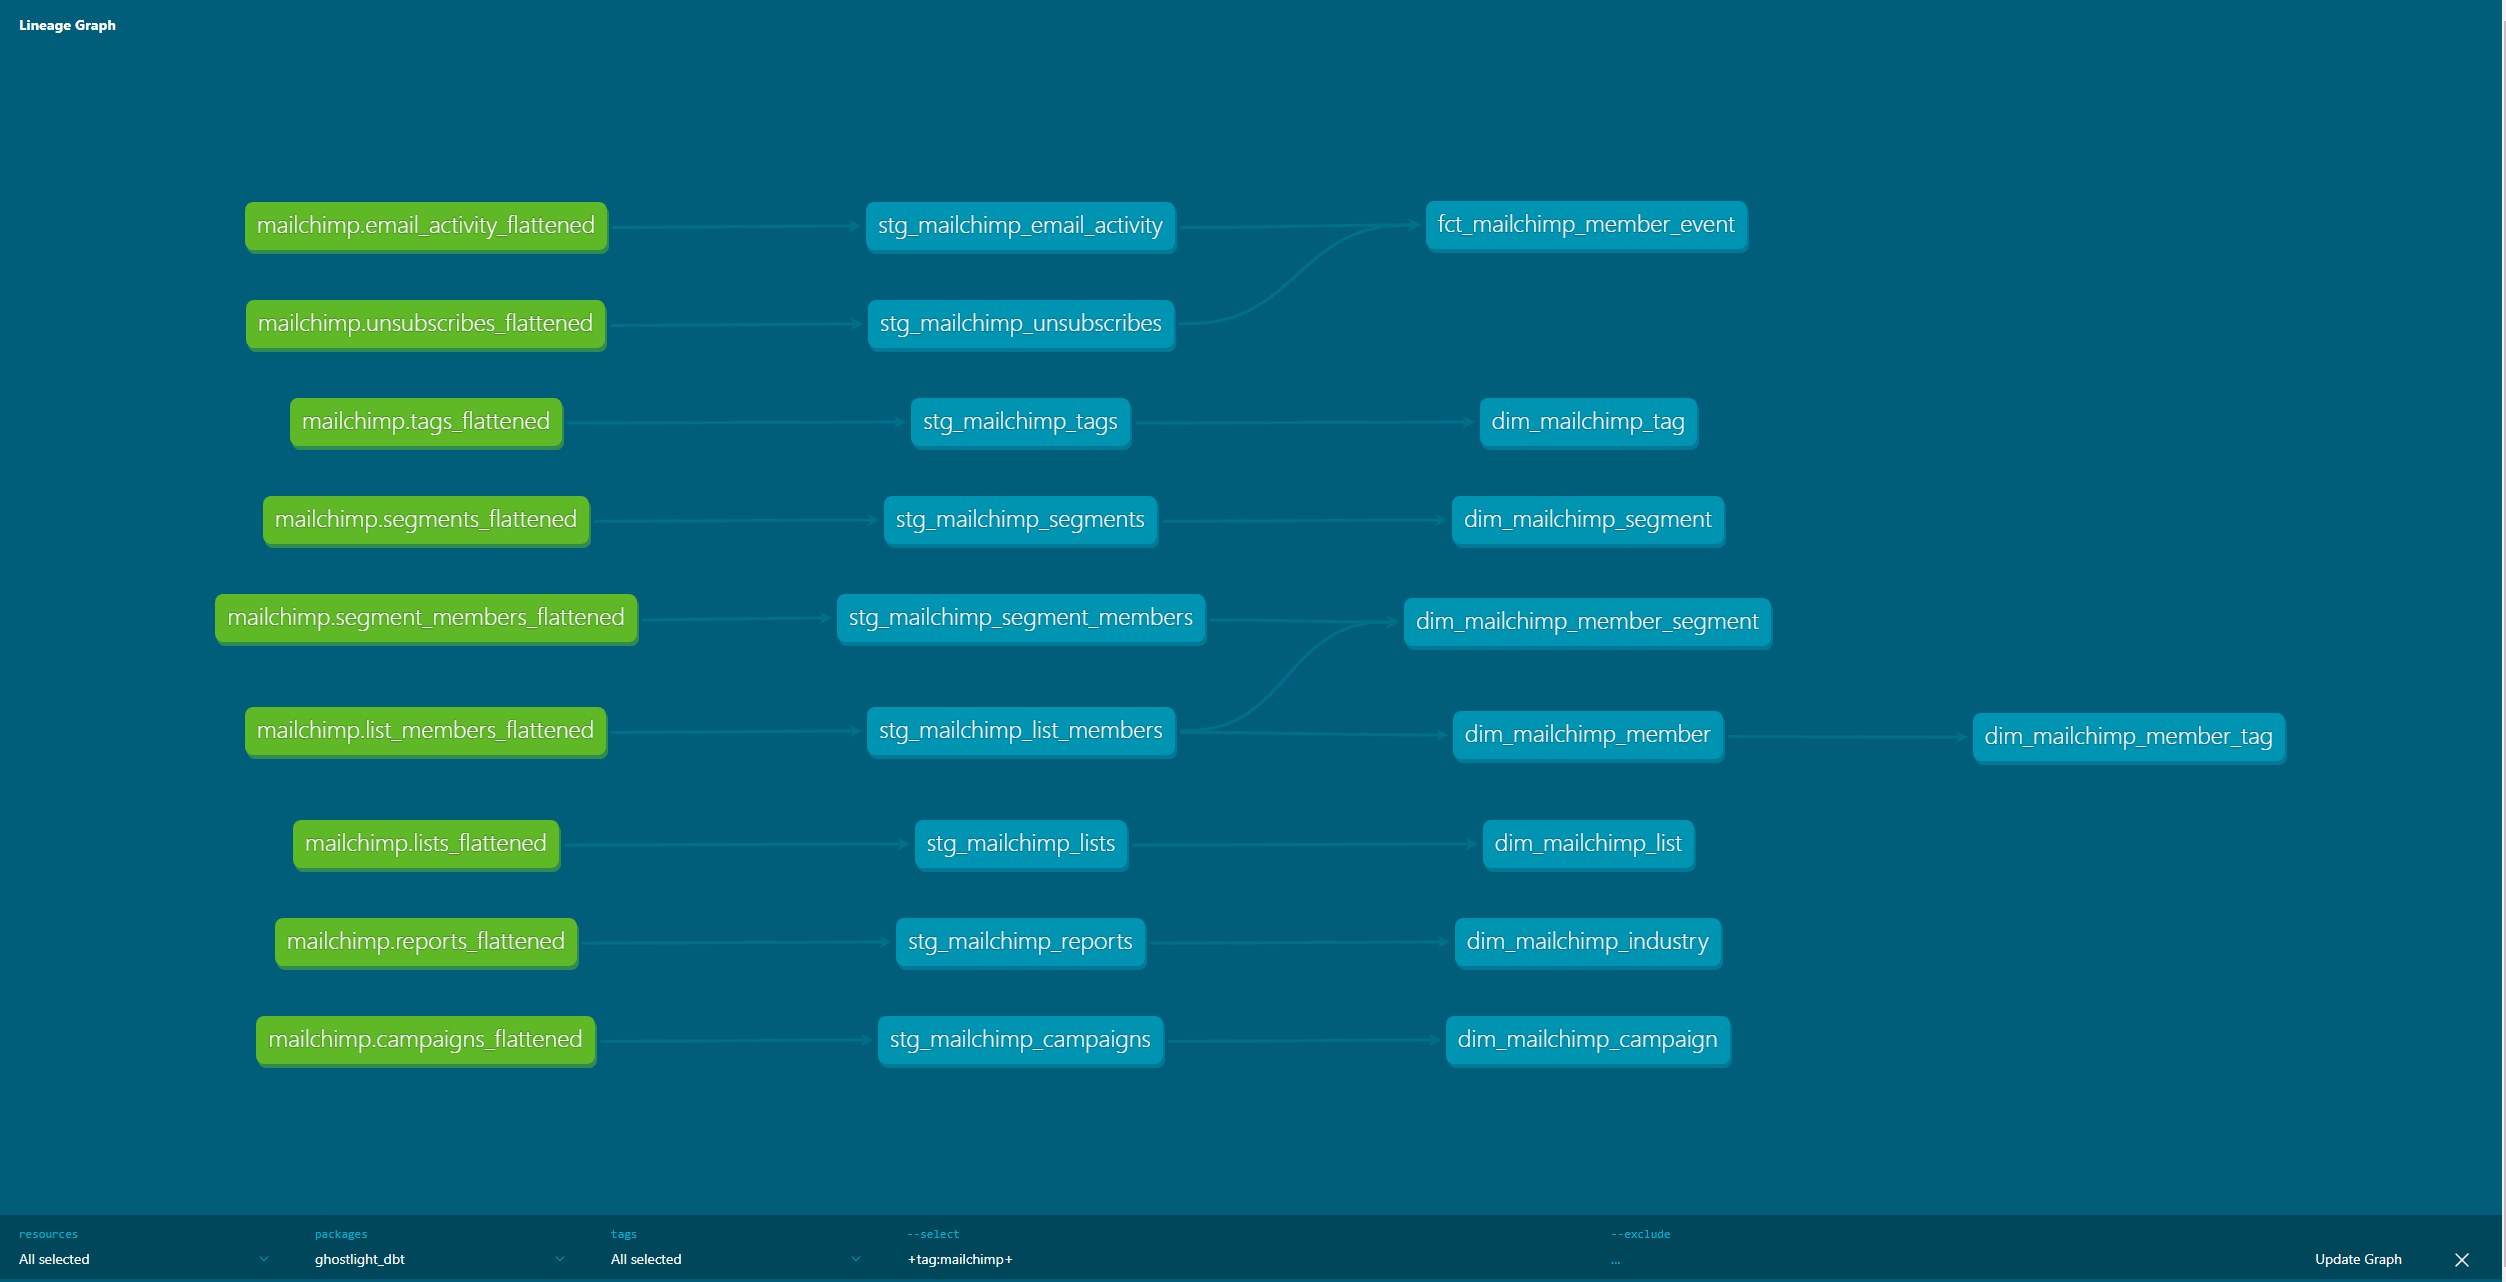 Lineage Graph
mailchimp.email_activity_flattened
stg_mailchimp_email_activity
fct_mailchimp_member_event
mailchimp.unsubscribes_flattened
stg_mailchimp_unsubscribes
mailchimp.tags_flattened
stg_mailchimp_tags
dim_mailchimp_tag
mailchimp.segments_flattened
stg_mailchimp_segments
dim_mailchimp_segment
mailchimp.segment_members_flattened
stg_mailchimp_segment_members
dim_mailchimp_member_segment
mailchimp.list_members_flattened
stg_mailchimp_list_members
dim_mailchimp_member
dim_mailchimp_member_tag
mailchimp.lists_flattened
stg_mailchimp_lists
dim_mailchimp_list
mailchimp.reports_flattened
stg_mailchimp_reports
dim_mailchimp_industry
mailchimp.campaigns_flattened
stg_mailchimp_campaigns
dim_mailchimp_campaign
resources
All selected
packages
ghostlight_dbt
tags
All selected
--select
+tag:mailchimp+
--exclude
...
Update Graph